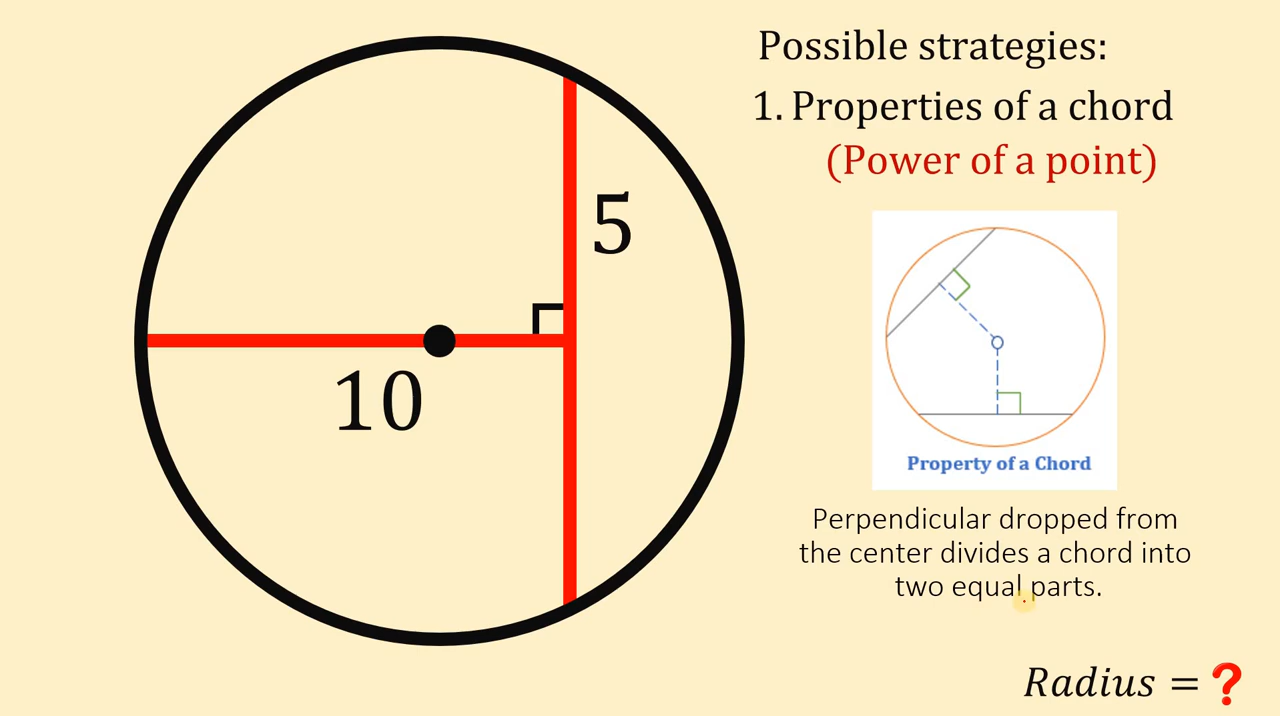 Possible strategies:
1. Properties of a chord
(Power of a point)
5
10
Property of a Chord
Perpendicular dropped from
the center divides a chord into
two equal parts.
Radius = ?